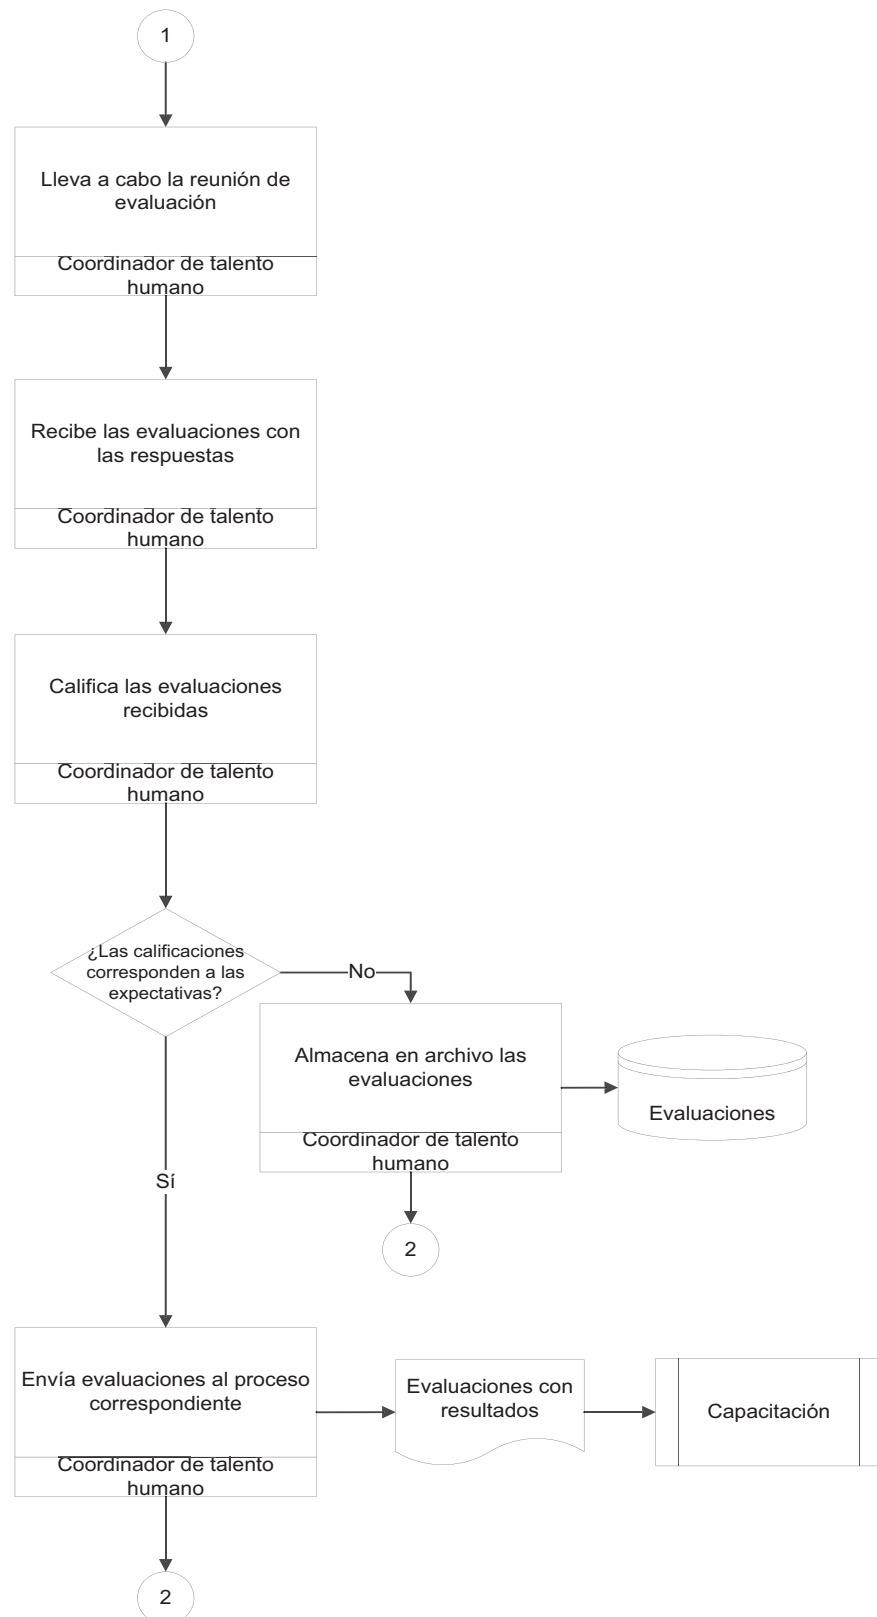 1
Lleva a cabo la reunión de
evaluación
Coordinador de talento
humano
Recibe las evaluaciones con
las respuestas
Coordinador de talento
humano
Califica las evaluaciones
recibidas
Coordinador de talento
humano
¿Las calificaciones
corresponden a las
expectativas?
No
Almacena en archivo las
evaluaciones
Coordinador de talento
humano
Evaluaciones
Sí
2
Envía evaluaciones al proceso
correspondiente
Coordinador de talento
humano
Evaluaciones con
resultados
Capacitación
2